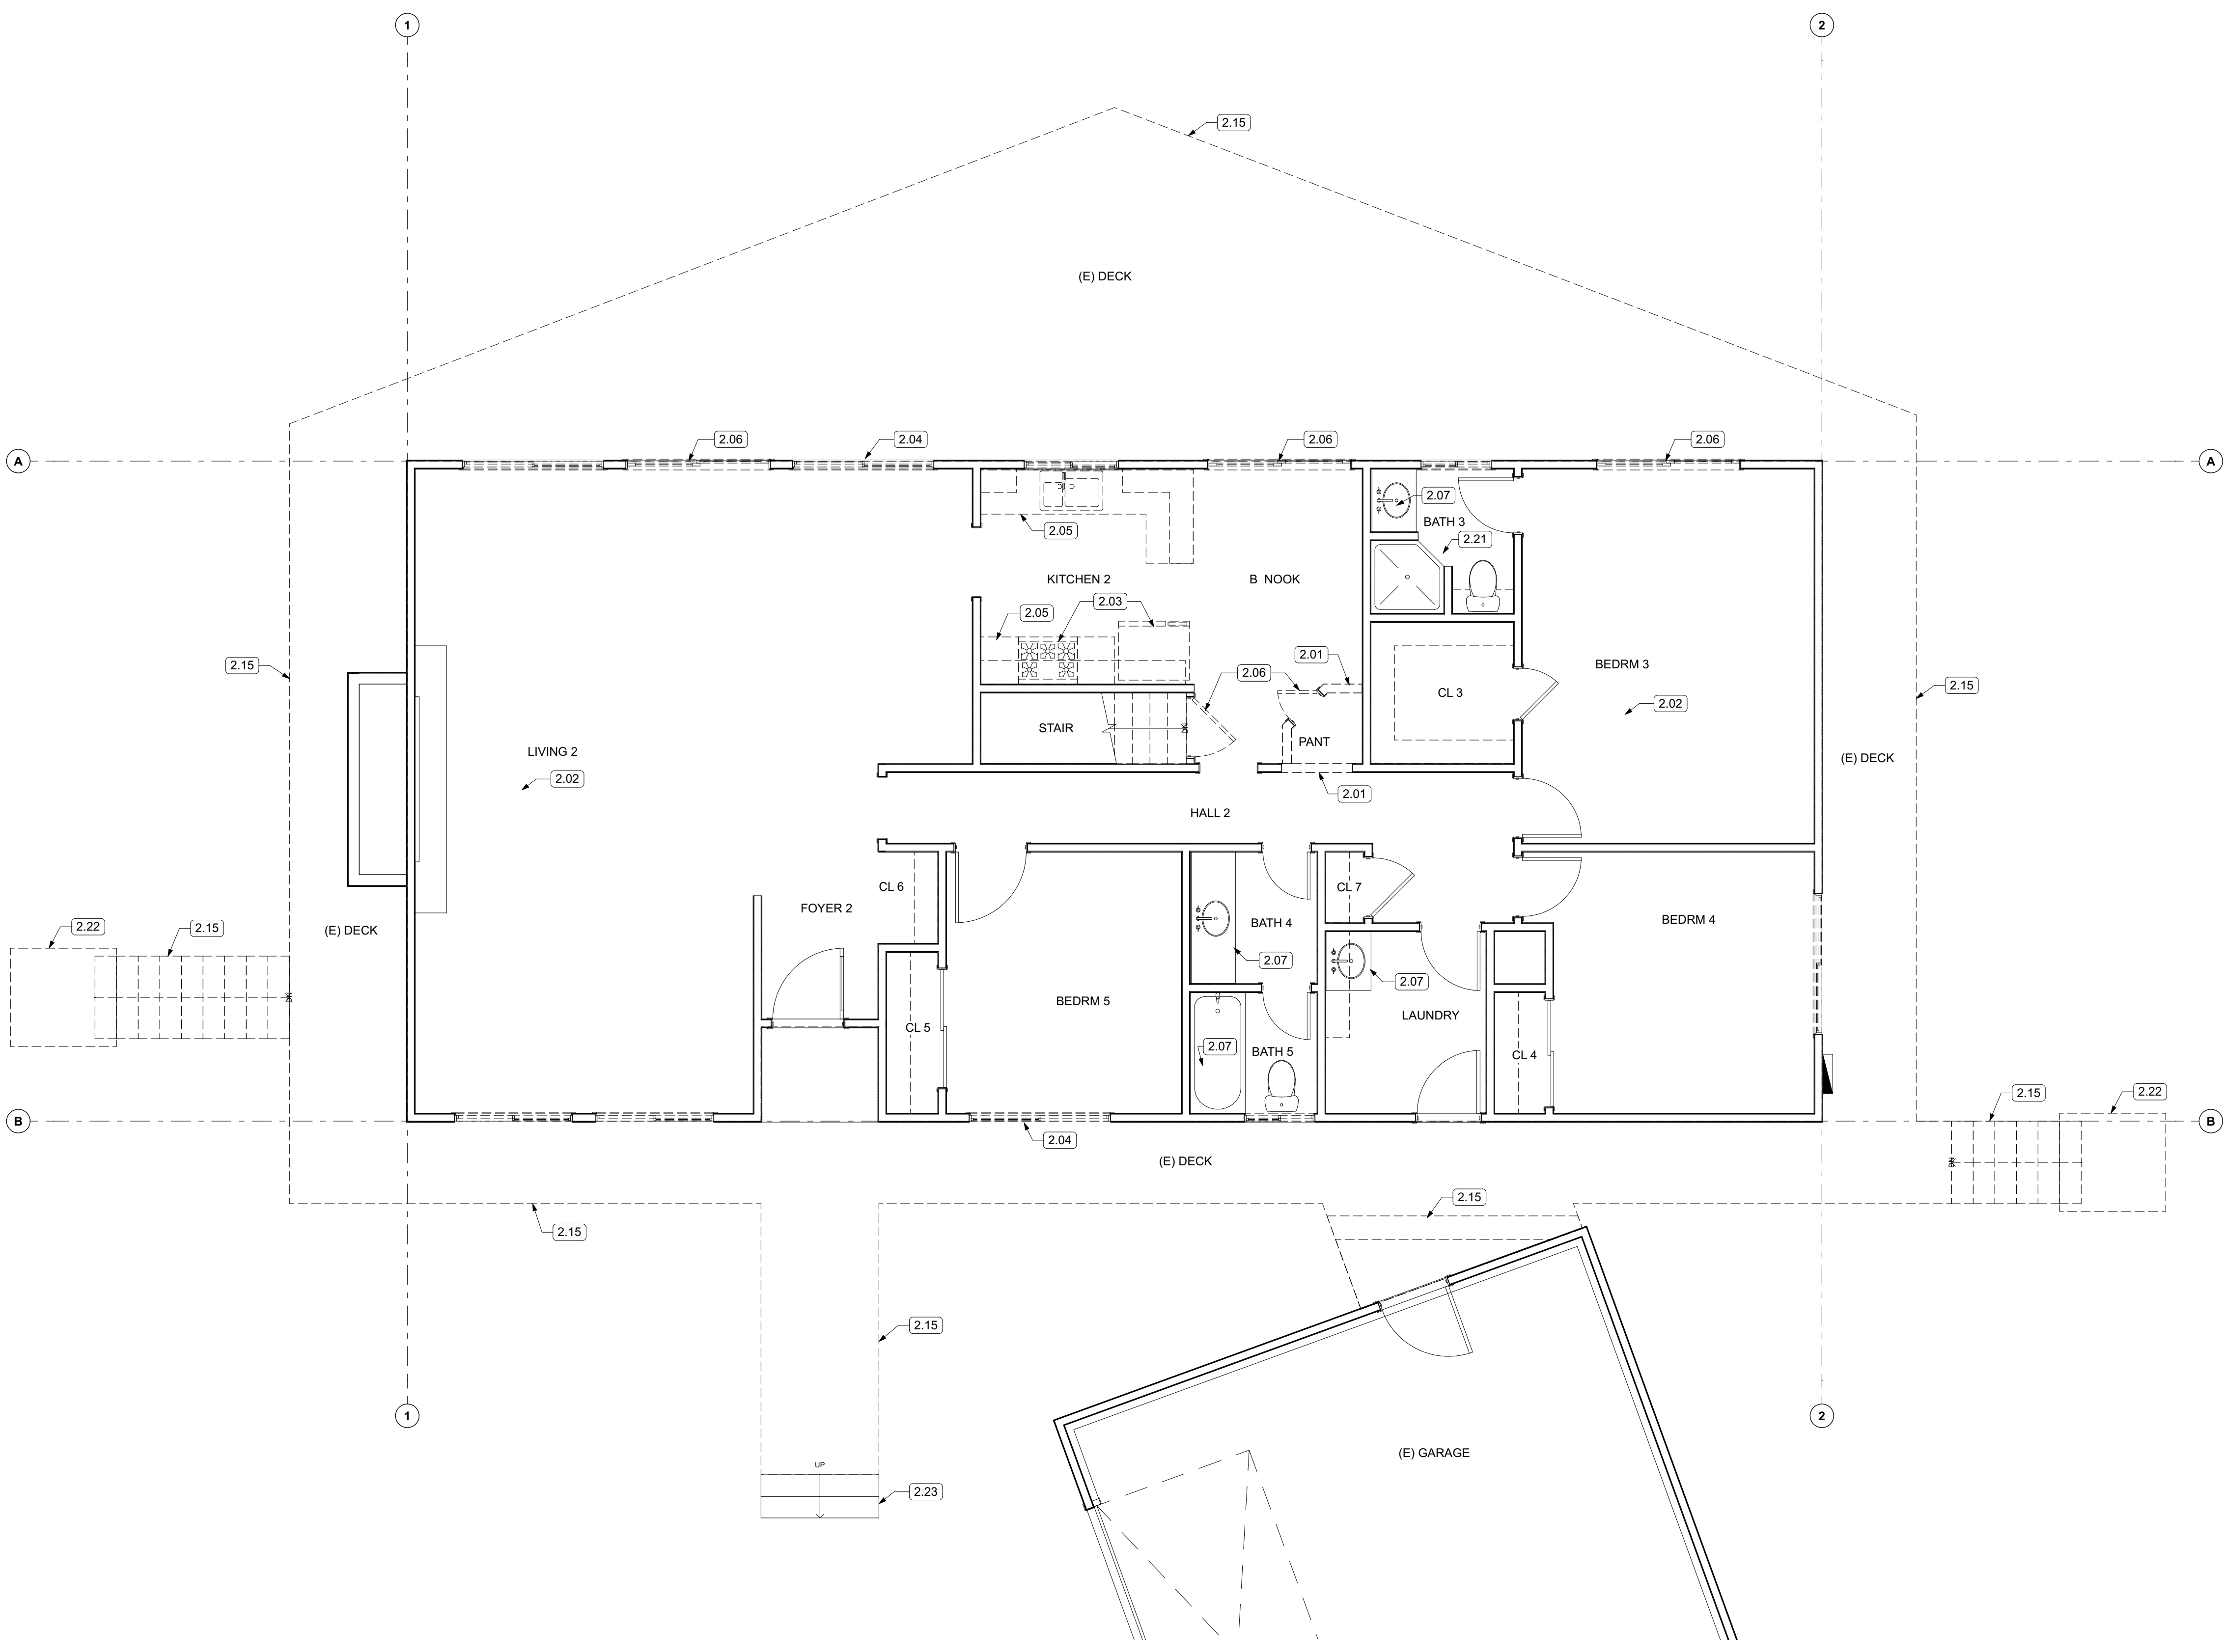 1
2
2.15
(E) DECK
2.06
2.04
2.06
2.06
A
A
2.07
BATH 3
2.05
2.21
KITCHEN 2
B NOOK
2.03
2.05
2.01
2.15
2.06
BEDRM 3
2.15
CL 3
2.02
STAIR
DN
PANT
LIVING 2
(E) DECK
2.02
2.01
HALL 2
CL 6
CL 7
FOYER 2
BEDRM 4
2.22
2.15
(E) DECK
BATH 4
2.07
2.07
DN
BEDRM 5
LAUNDRY
CL 5
2.07
BATH 5
CL 4
2.15
2.22
B
B
2.04
(E) DECK
DN
2.15
2.15
2.15
1
2
(E) GARAGE
UP
2.23